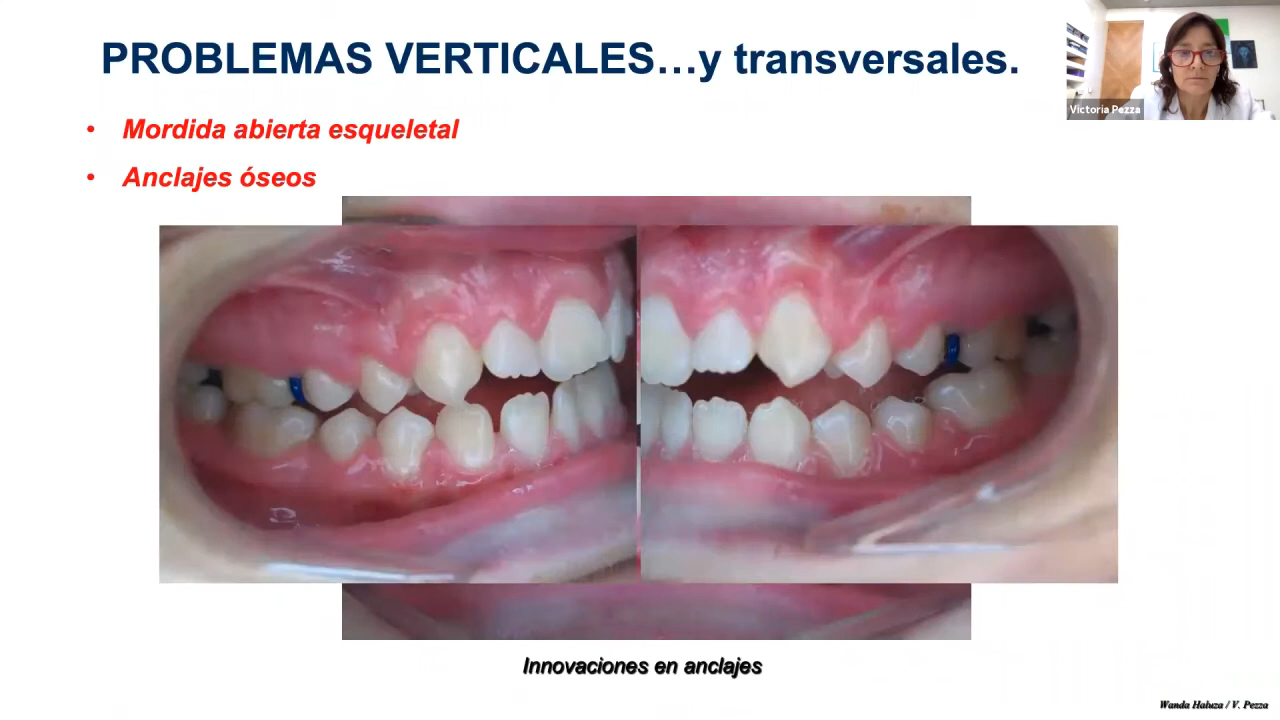 PROBLEMAS VERTICALES...y transversales.
Victoria Pezza
• Mordida abierta esqueletal
• Anclajes óseos
Innovaciones en anclajes
Wanda Haluza / V. Pezza